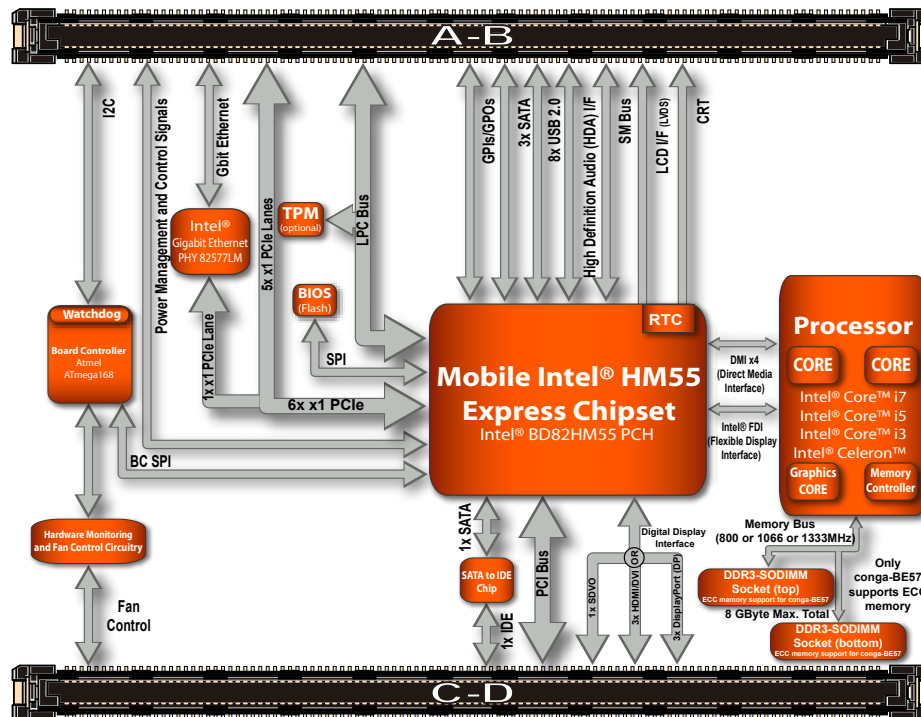 A-B
I2C
Power Management and Control Signals
Gbit Ethernet
5x x1 PCIe Lanes
LPC Bus
GPIs/GPOs
3x SATA
8x USB 2.0
High Definition Audio (HDA) I/F
SM Bus
LCD I/F (LVDS)
CRT
Intel®
Gigabit Ethernet
PHY 82577LM
TPM
(optional)
BIOS
(Flash)
SPI
1x x1 PCIe Lane
6x x1 PCIe
Watchdog
Board Controller
Atmel
ATmega168
BC SPI
RTC
Mobile Intel® HM55
Express Chipset
Intel® BD82HM55 PCH
DMI x4
(Direct Media
Interface)
Intel® FDI
(Flexible Display
Interface)
Processor
CORE
CORE
Intel® Core™ i7
Intel® Core™ i5
Intel® Core™ i3
Intel® Celeron™
Graphics
CORE
Memory
Controller
Hardware Monitoring
and Fan Control Circuitry
Fan
Control
1x SATA
SATA to IDE
Chip
1x IDE
PCI Bus
Digital Display
Interface
OR
1x SDVO
3x HDMI/DVI
3x DisplayPort (DP)
Memory Bus
(800 or 1066 or 1333MHz)
Only
conga-BE57
supports ECC
memory
DDR3-SODIMM
Socket (top)
ECC memory support for conga-BE57
8 GByte Max. Total
DDR3-SODIMM
Socket (bottom)
ECC memory support for conga-BE57
C-D